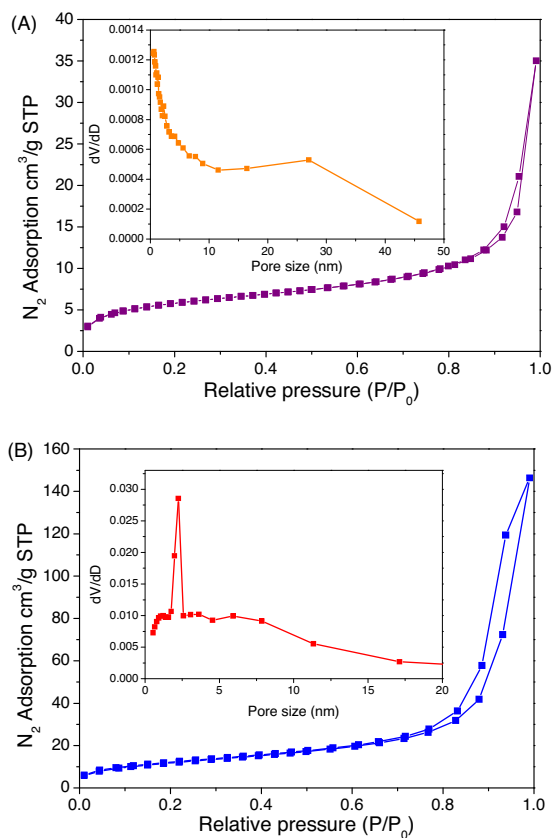 (A)
N₂ Adsorption cm³/g STP
40
35
30
25
20
15
10
5
0
0.0 0.2 0.4 0.6 0.8 1.0
Relative pressure (P/P₀)
dV/dD
0.0014
0.0012
0.0010
0.0008
0.0006
0.0004
0.0002
0.0000
0 10 20 30 40 50
Pore size (nm)
(B)
N₂ Adsorption cm³/g STP
160
140
120
100
80
60
40
20
0
0.0 0.2 0.4 0.6 0.8 1.0
Relative pressure (P/P₀)
dV/dD
0.030
0.025
0.020
0.015
0.010
0.005
0.000
0 5 10 15 20
Pore size (nm)